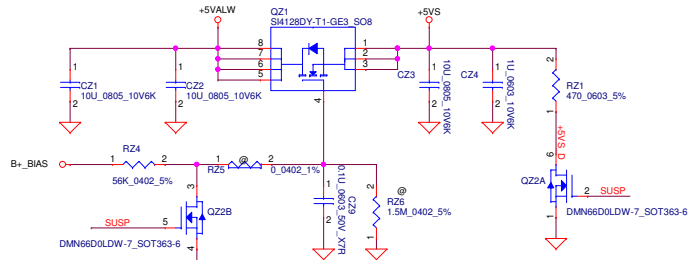 +5VALW
QZ1
SI4128DY-T1-GE3_SO8
+5VS
8
7
6
5
1
2
3
4
1
2
CZ1
10U_0805_10V6K
1
2
CZ2
10U_0805_10V6K
CZ3
1
2
10U_0805_10V6K
CZ4
1
2
1U_0603_10V6K
2
1
RZ1
470_0603_5%
+5VS_D
B+_BIAS
1
RZ4
2
56K_0402_5%
1
RZ5
@
2
0_0402_1%
3
SUSP
5
QZ2B
4
DMN66D0LDW-7_SOT363-6
0.1U_0603_50V_X7R
1
2
CZ9
2
1
@
RZ6
1.5M_0402_5%
6
QZ2A
2
SUSP
1
DMN66D0LDW-7_SOT363-6